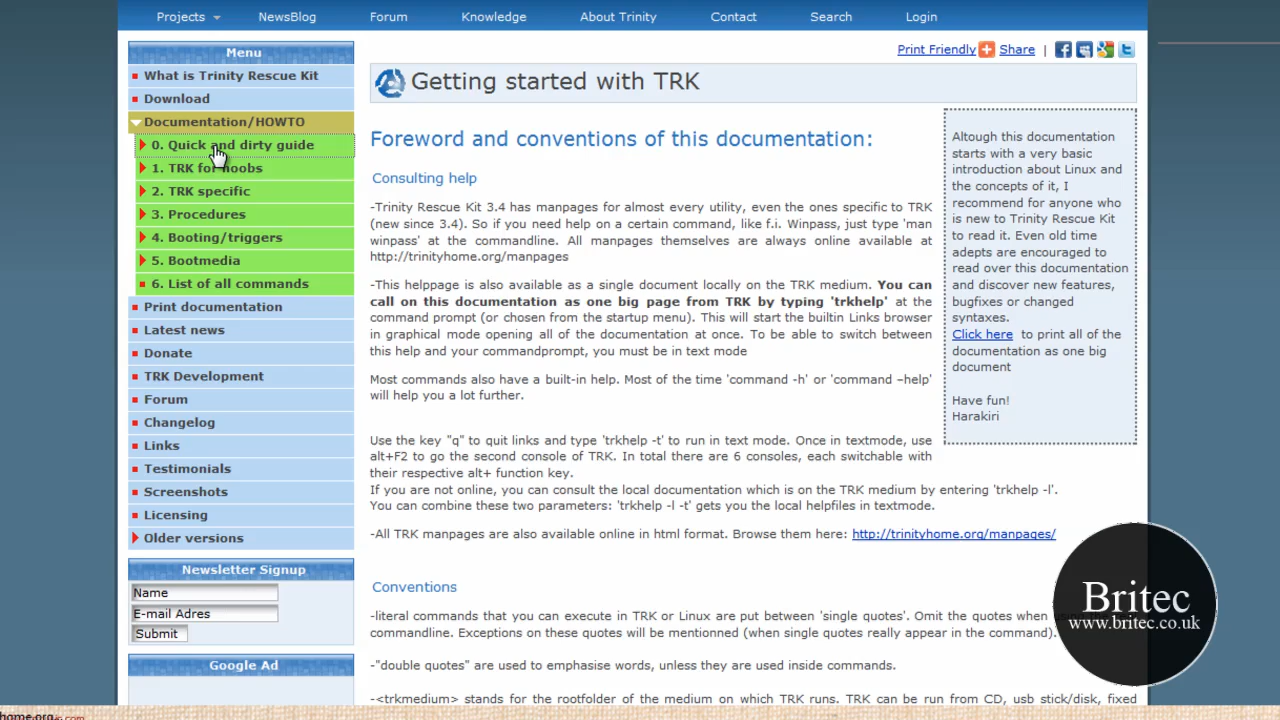 Projects NewsBlog Forum Knowledge About Trinity Contact Search Login
Menu
What is Trinity Rescue Kit
Download
Documentation/HOWTO
0. Quick and dirty guide
1. TRK for noobs
2. TRK specific
3. Procedures
4. Booting/triggers
5. Bootmedia
6. List of all commands
Print documentation
Latest news
Donate
TRK Development
Forum
Changelog
Links
Testimonials
Screenshots
Licensing
Older versions
Newsletter Signup
Name
E-mail Adres
Submit
Google Ad
Print Friendly Share |
Getting started with TRK
Foreword and conventions of this documentation:
Consulting help
-Trinity Rescue Kit 3.4 has manpages for almost every utility, even the ones specific to TRK
(new since 3.4). So if you need help on a certain command, like f.i. Winpass, just type 'man
winpass' at the commandline. All manpages themselves are always online available at
http://trinityhome.org/manpages
-This helppage is also available as a single document locally on the TRK medium. You can
call on this documentation as one big page from TRK by typing 'trkhelp' at the
command prompt (or chosen from the startup menu). This will start the builtin Links browser
in graphical mode opening all of the documentation at once. To be able to switch between
this help and your commandprompt, you must be in text mode
Most commands also have a built-in help. Most of the time 'command -h' or 'command –help'
will help you a lot further.
Use the key "q" to quit links and type 'trkhelp -t' to run in text mode. Once in textmode, use
alt+F2 to go the second console of TRK. In total there are 6 consoles, each switchable with
their respective alt+ function key.
If you are not online, you can consult the local documentation which is on the TRK medium by entering 'trkhelp -l'.
You can combine these two parameters: 'trkhelp -l -t' gets you the local helpfiles in textmode.
-All TRK manpages are also available online in html format. Browse them here: http://trinityhome.org/manpages/
Conventions
-literal commands that you can execute in TRK or Linux are put between 'single quotes'. Omit the quotes when
commandline. Exceptions on these quotes will be mentionned (when single quotes really appear in the command).
-"double quotes" are used to emphasise words, unless they are used inside commands.
-<trkmedium> stands for the rootfolder of the medium on which TRK runs. TRK can be run from CD, usb stick/disk, fixed
Altough this documentation
starts with a very basic
introduction about Linux and
the concepts of it, I
recommend for anyone who
is new to Trinity Rescue Kit
to read it. Even old time
adepts are encouraged to
read over this documentation
and discover new features,
bugfixes or changed
syntaxes.
Click here to print all of the
documentation as one big
document
Have fun!
Harakiri
Britec
www.britec.co.uk